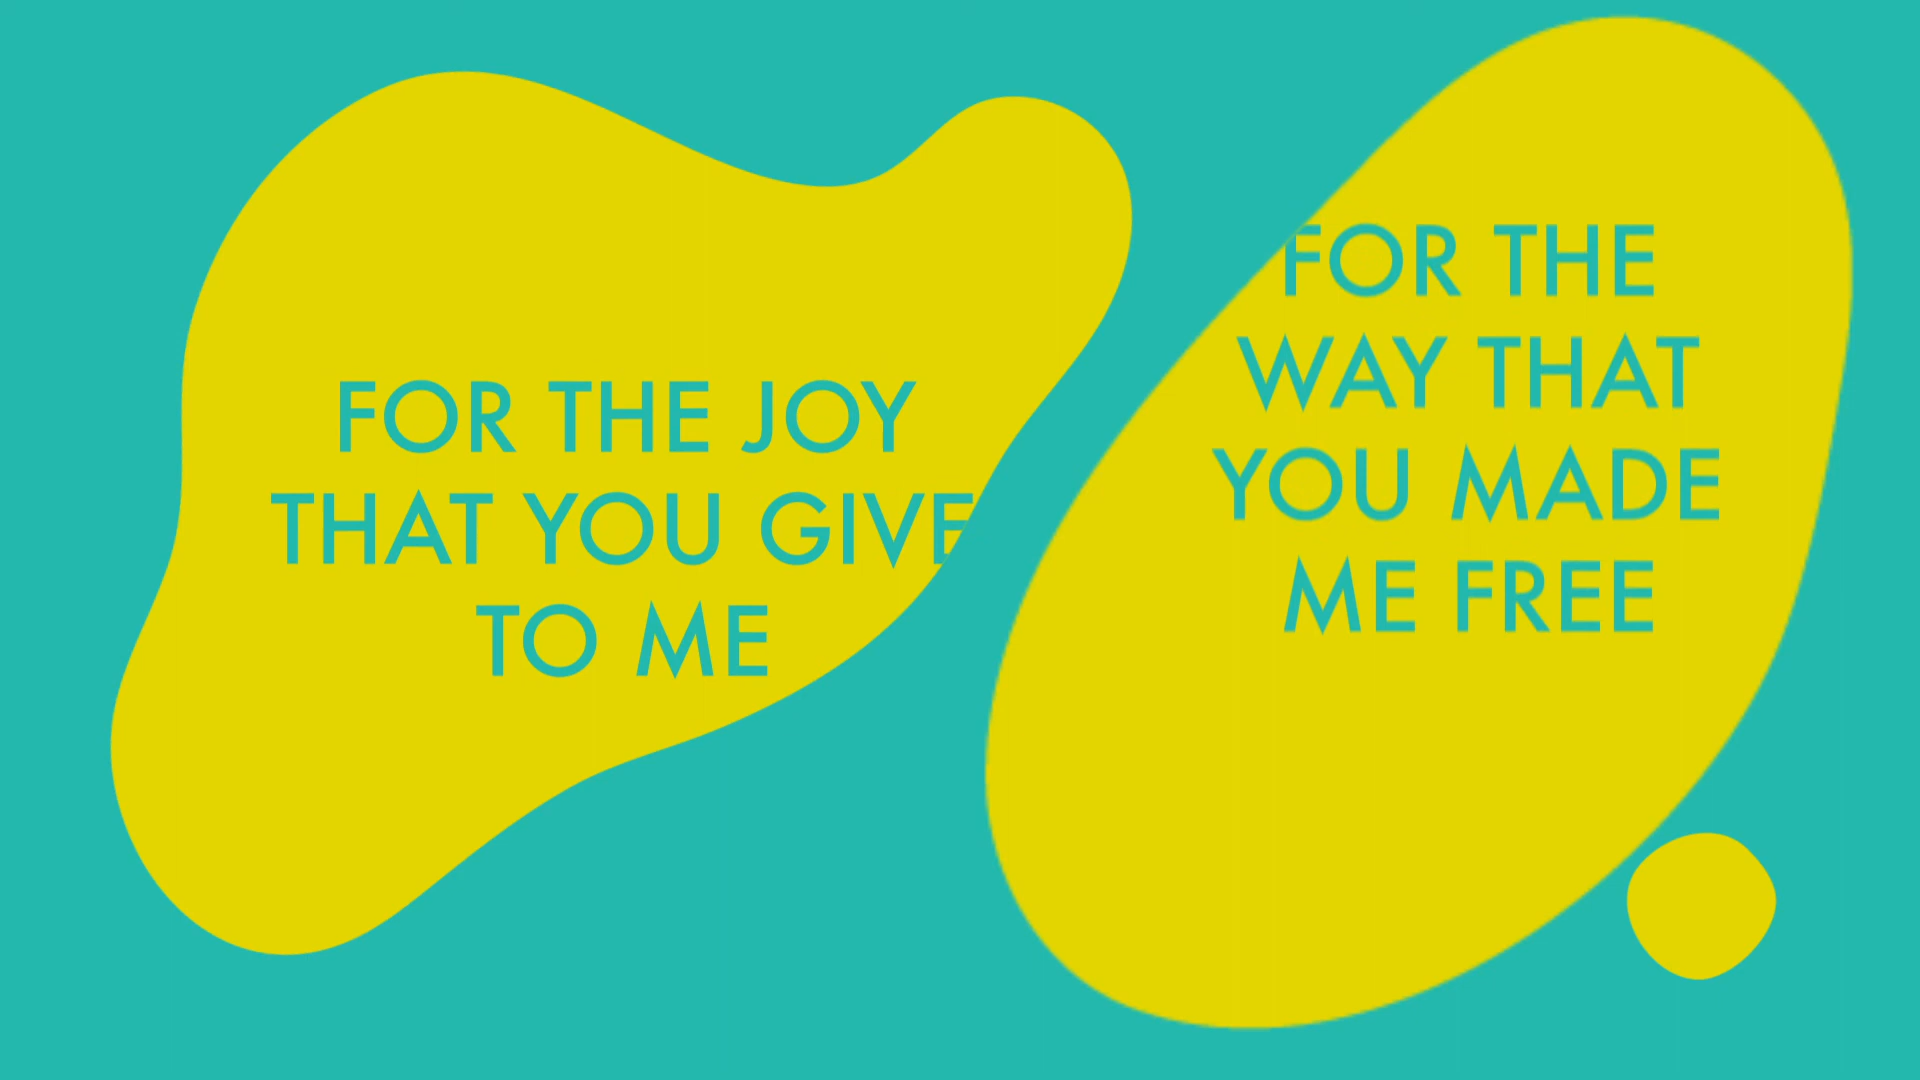 FOR THE JOY
THAT YOU GIVE
TO ME
FOR THE
WAY THAT
YOU MADE
ME FREE